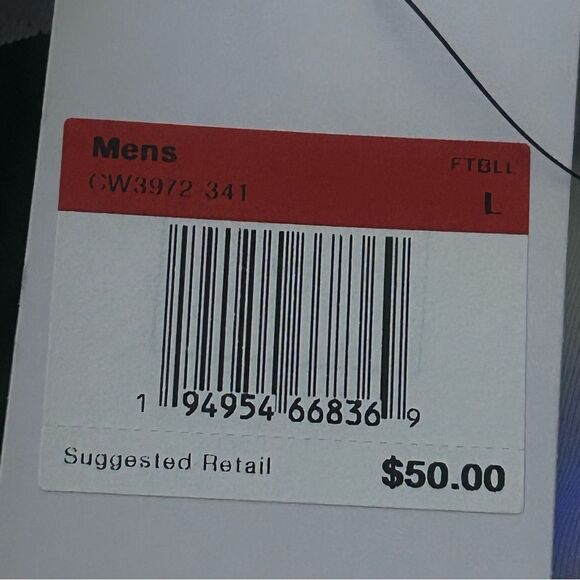 Mens
FTBLL
CW3972-341
L
1 94954 66836 9
Suggested Retail
$50.00